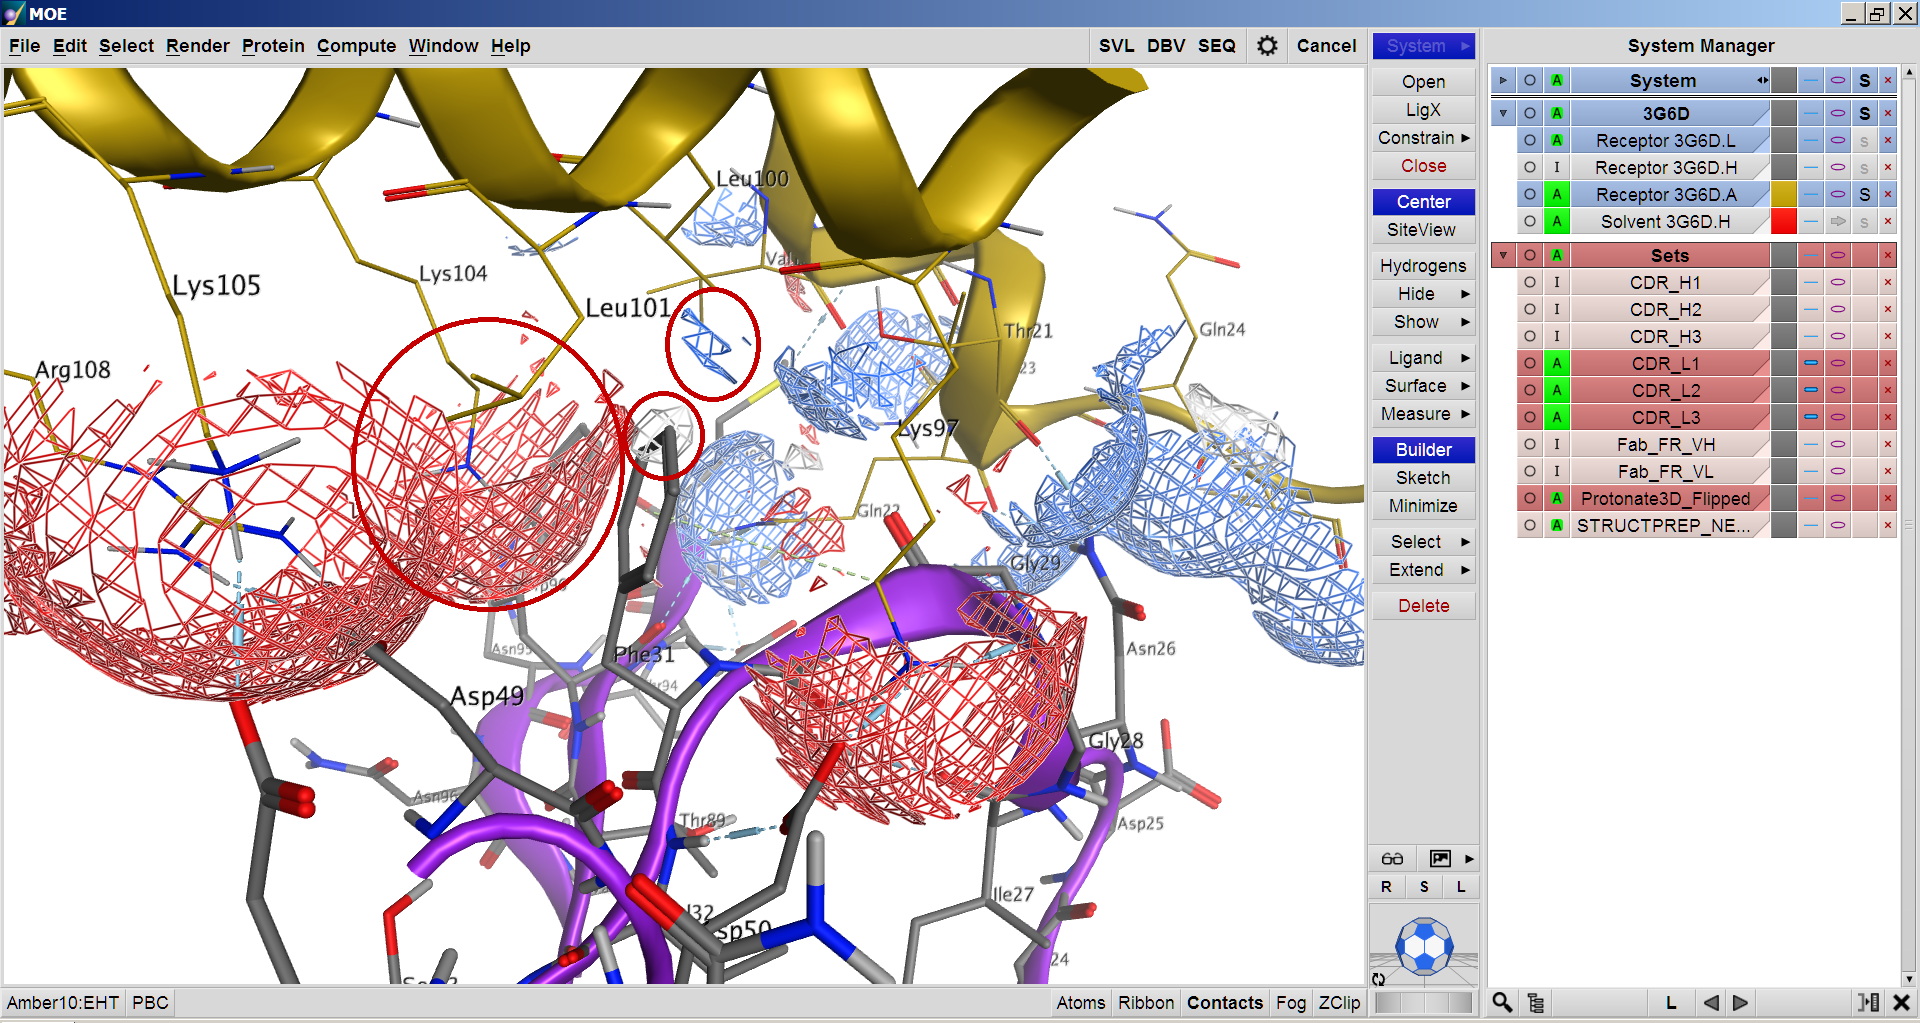 MOE
File Edit Select Render Protein Compute Window Help
SVL DBV SEQ Cancel
System
Open
LigX
Constrain
Close
Center
SiteView
Hydrogens
Hide
Show
Ligand
Surface
Measure
Builder
Sketch
Minimize
Select
Extend
Delete
R S L
System Manager
A System S
A 3G6D S
A Receptor 3G6D.L s
I Receptor 3G6D.H s
A Receptor 3G6D.A S
A Solvent 3G6D.H s
A Sets
I CDR_H1
I CDR_H2
I CDR_H3
A CDR_L1
A CDR_L2
A CDR_L3
I Fab_FR_VH
I Fab_FR_VL
A Protonate3D_Flipped
A STRUCTPREP_NE...
L
Leu100
Val
Lys105
Lys104
Leu101
Thr21
Gln24
23
Arg108
Lys97
Gln22
Gly29
Asn26
Phe31
Thr94
Asp49
Gly28
Asn96
Thr89
Asp25
Ile27
32
sp50
24
Amber10:EHT PBC
Atoms Ribbon Contacts Fog ZClip